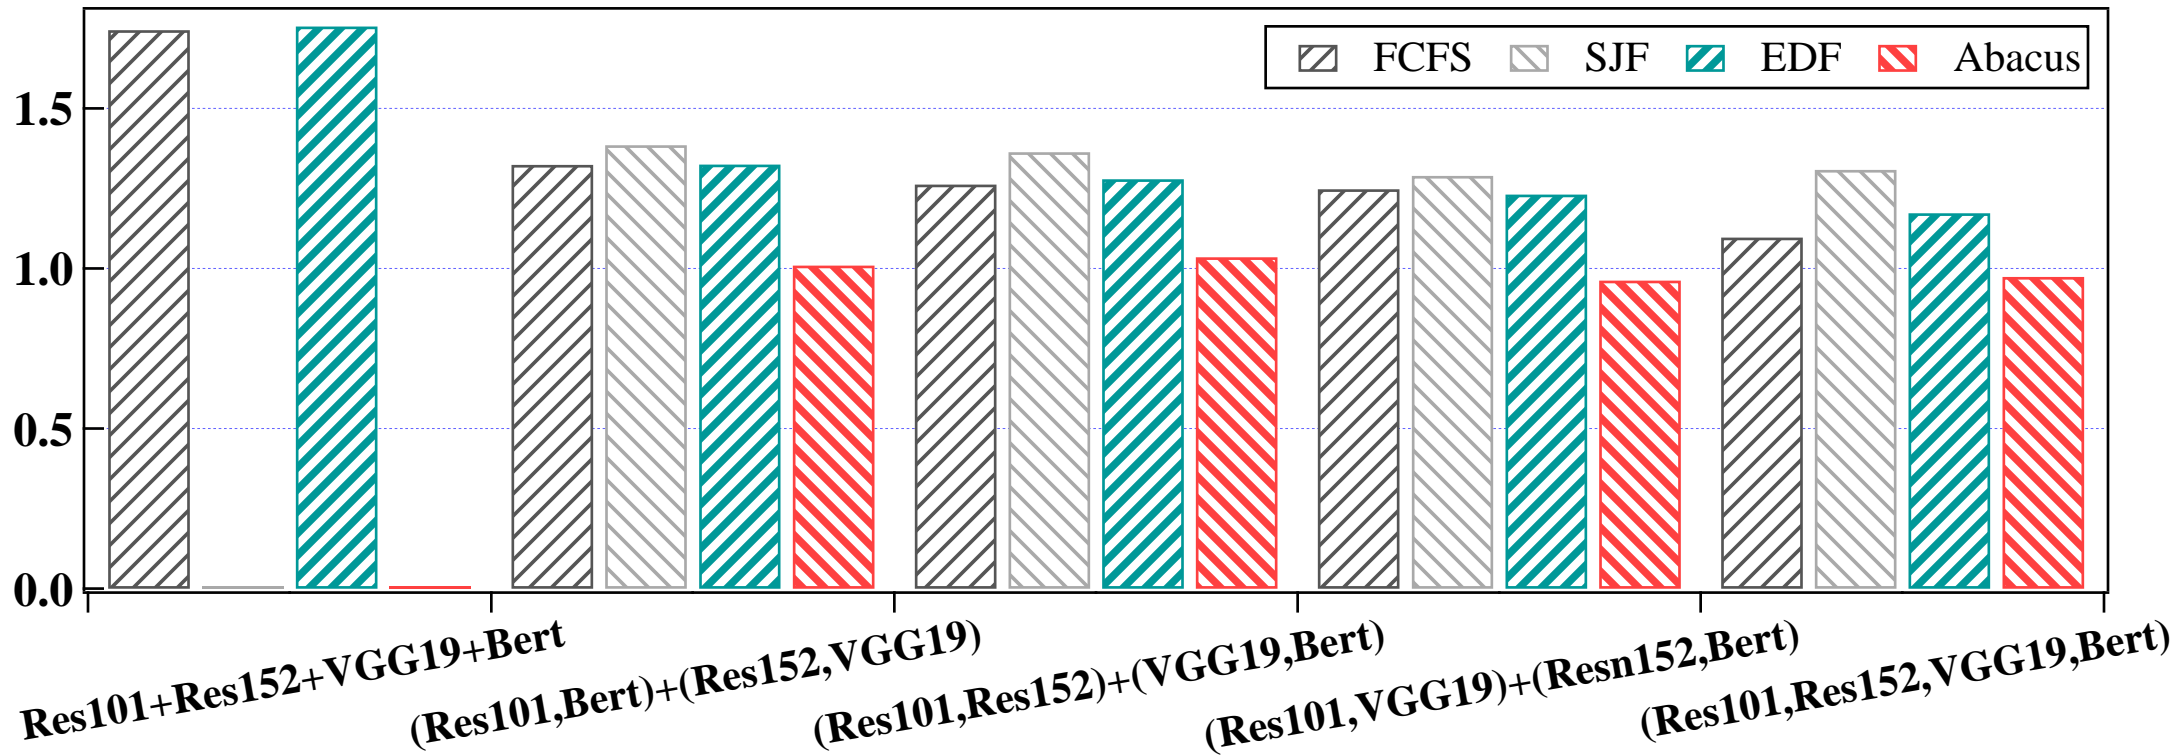 FCFS SJF EDF Abacus
1.5
1.0
0.5
0.0
Res101+Res152+VGG19+Bert
(Res101,Bert)+(Res152,VGG19)
(Res101,Res152)+(VGG19,Bert)
(Res101,VGG19)+(Resn152,Bert)
(Res101,Res152,VGG19,Bert)